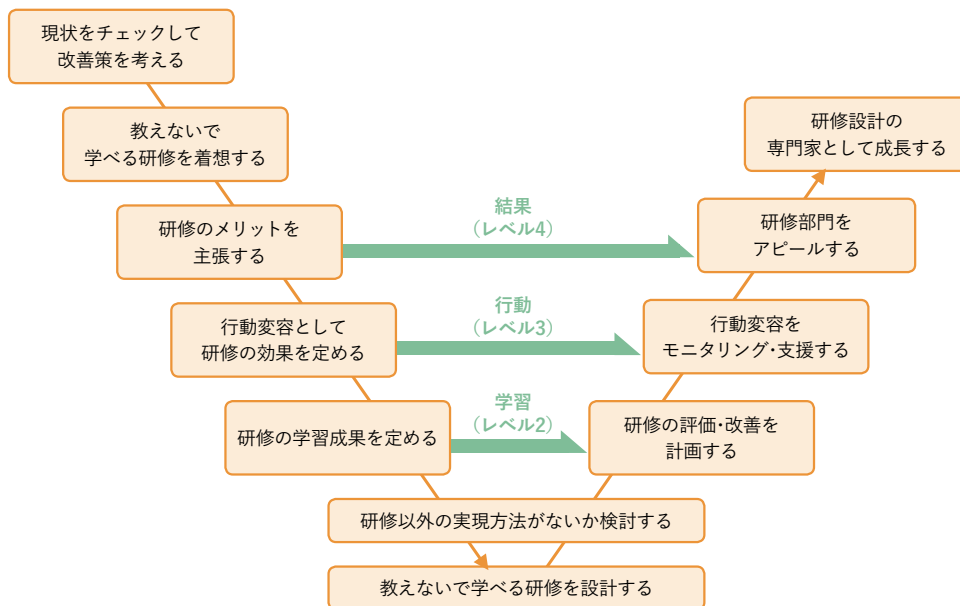 現状をチェックして
改善策を考える
教えないで
学べる研修を着想する
研修設計の
専門家として成長する
研修のメリットを
主張する
結果
(レベル4)
研修部門を
アピールする
行動変容として
研修の効果を定める
行動
(レベル3)
行動変容を
モニタリング・支援する
研修の学習成果を定める
学習
(レベル2)
研修の評価・改善を
計画する
研修以外の実現方法がないか検討する
教えないで学べる研修を設計する